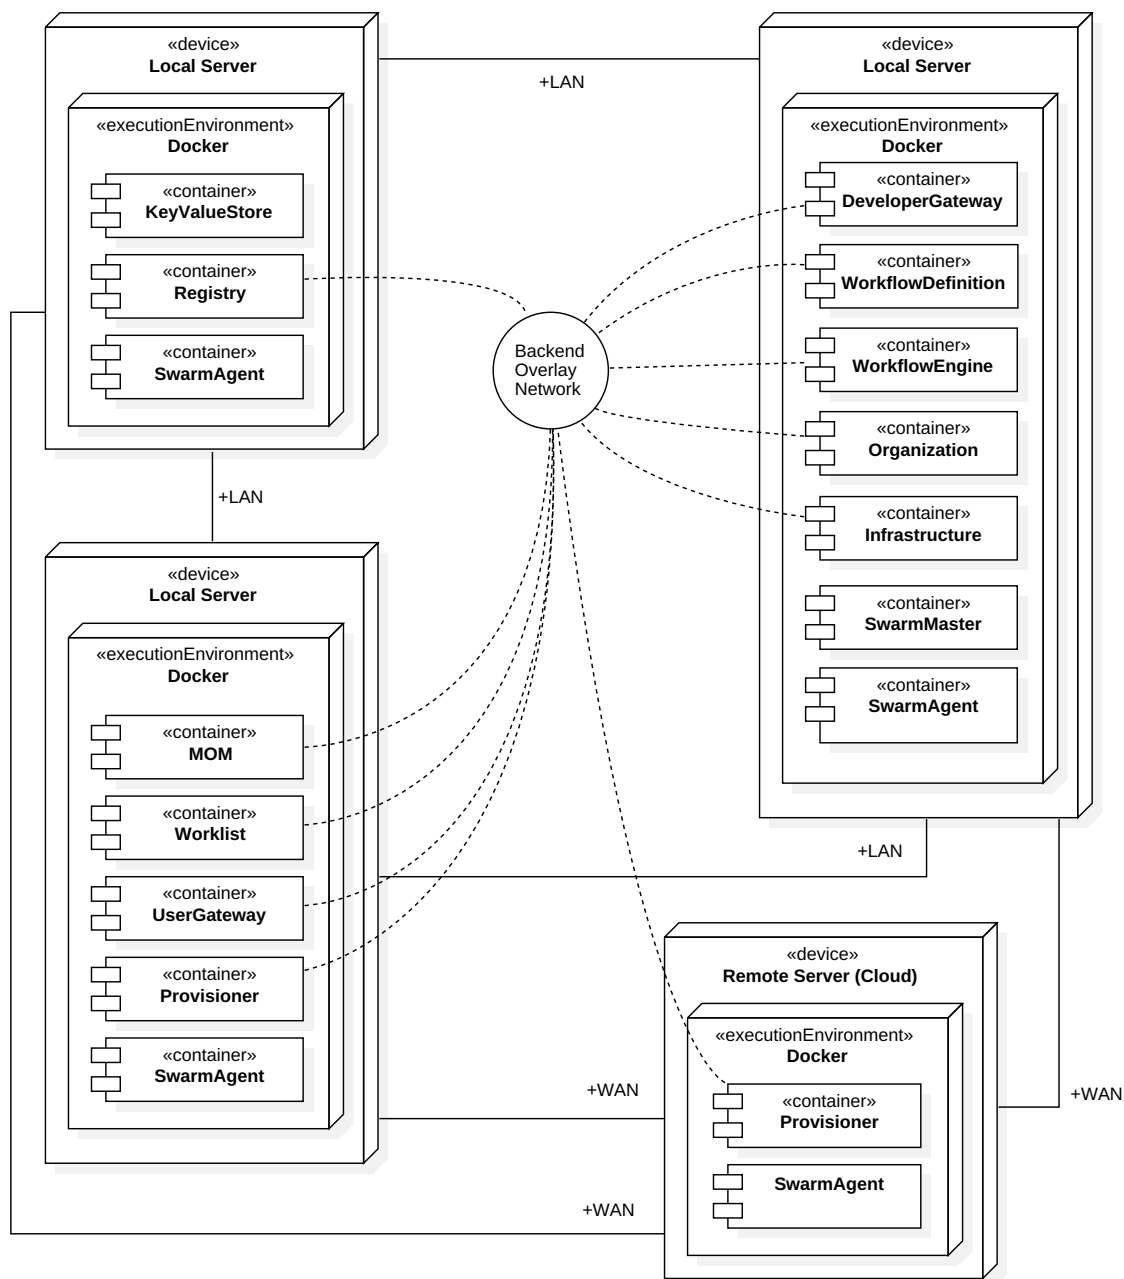 «device»
Local Server
«executionEnvironment»
Docker
«container»
KeyValueStore
«container»
Registry
«container»
SwarmAgent
+LAN
«device»
Local Server
«executionEnvironment»
Docker
«container»
DeveloperGateway
«container»
WorkflowDefinition
«container»
WorkflowEngine
«container»
Organization
«container»
Infrastructure
«container»
SwarmMaster
«container»
SwarmAgent
Backend
Overlay
Network
+LAN
«device»
Local Server
«executionEnvironment»
Docker
«container»
MOM
«container»
Worklist
«container»
UserGateway
«container»
Provisioner
«container»
SwarmAgent
+LAN
«device»
Remote Server (Cloud)
«executionEnvironment»
Docker
«container»
Provisioner
SwarmAgent
+WAN
+WAN
+WAN